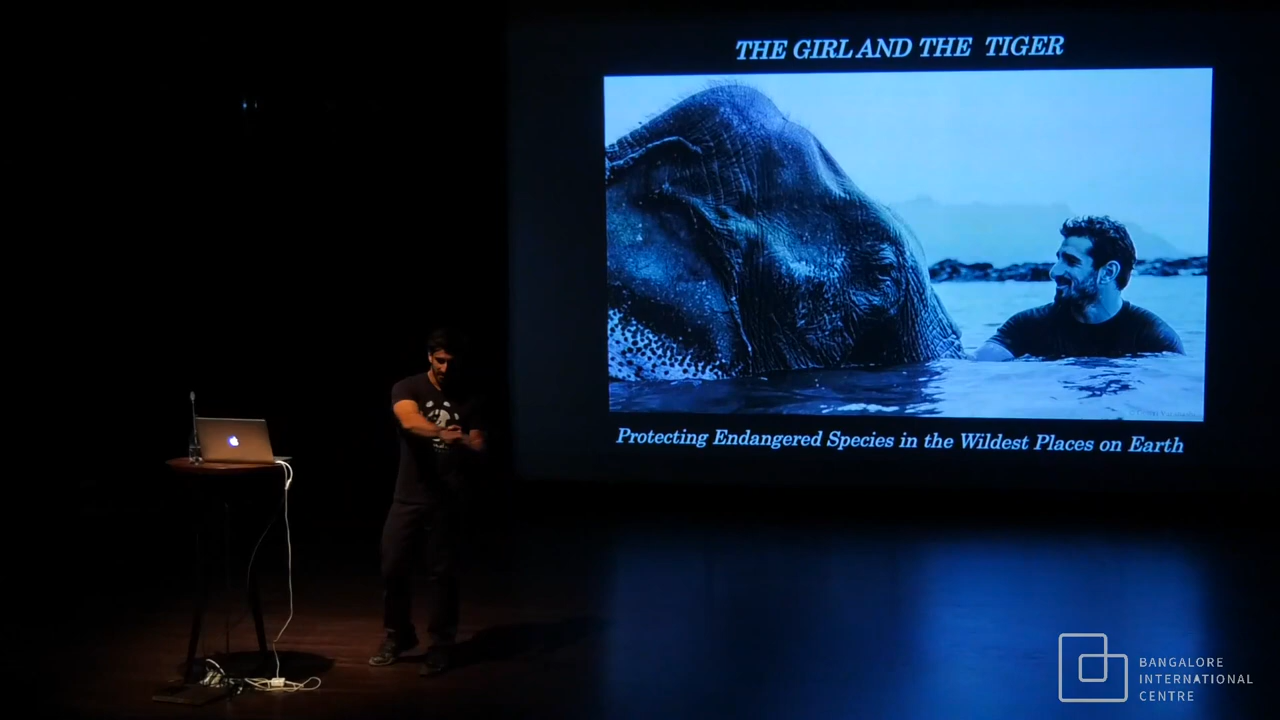 THE GIRL AND THE TIGER
Protecting Endangered Species in the Wildest Places on Earth
BANGALORE
INTERNATIONAL
CENTRE